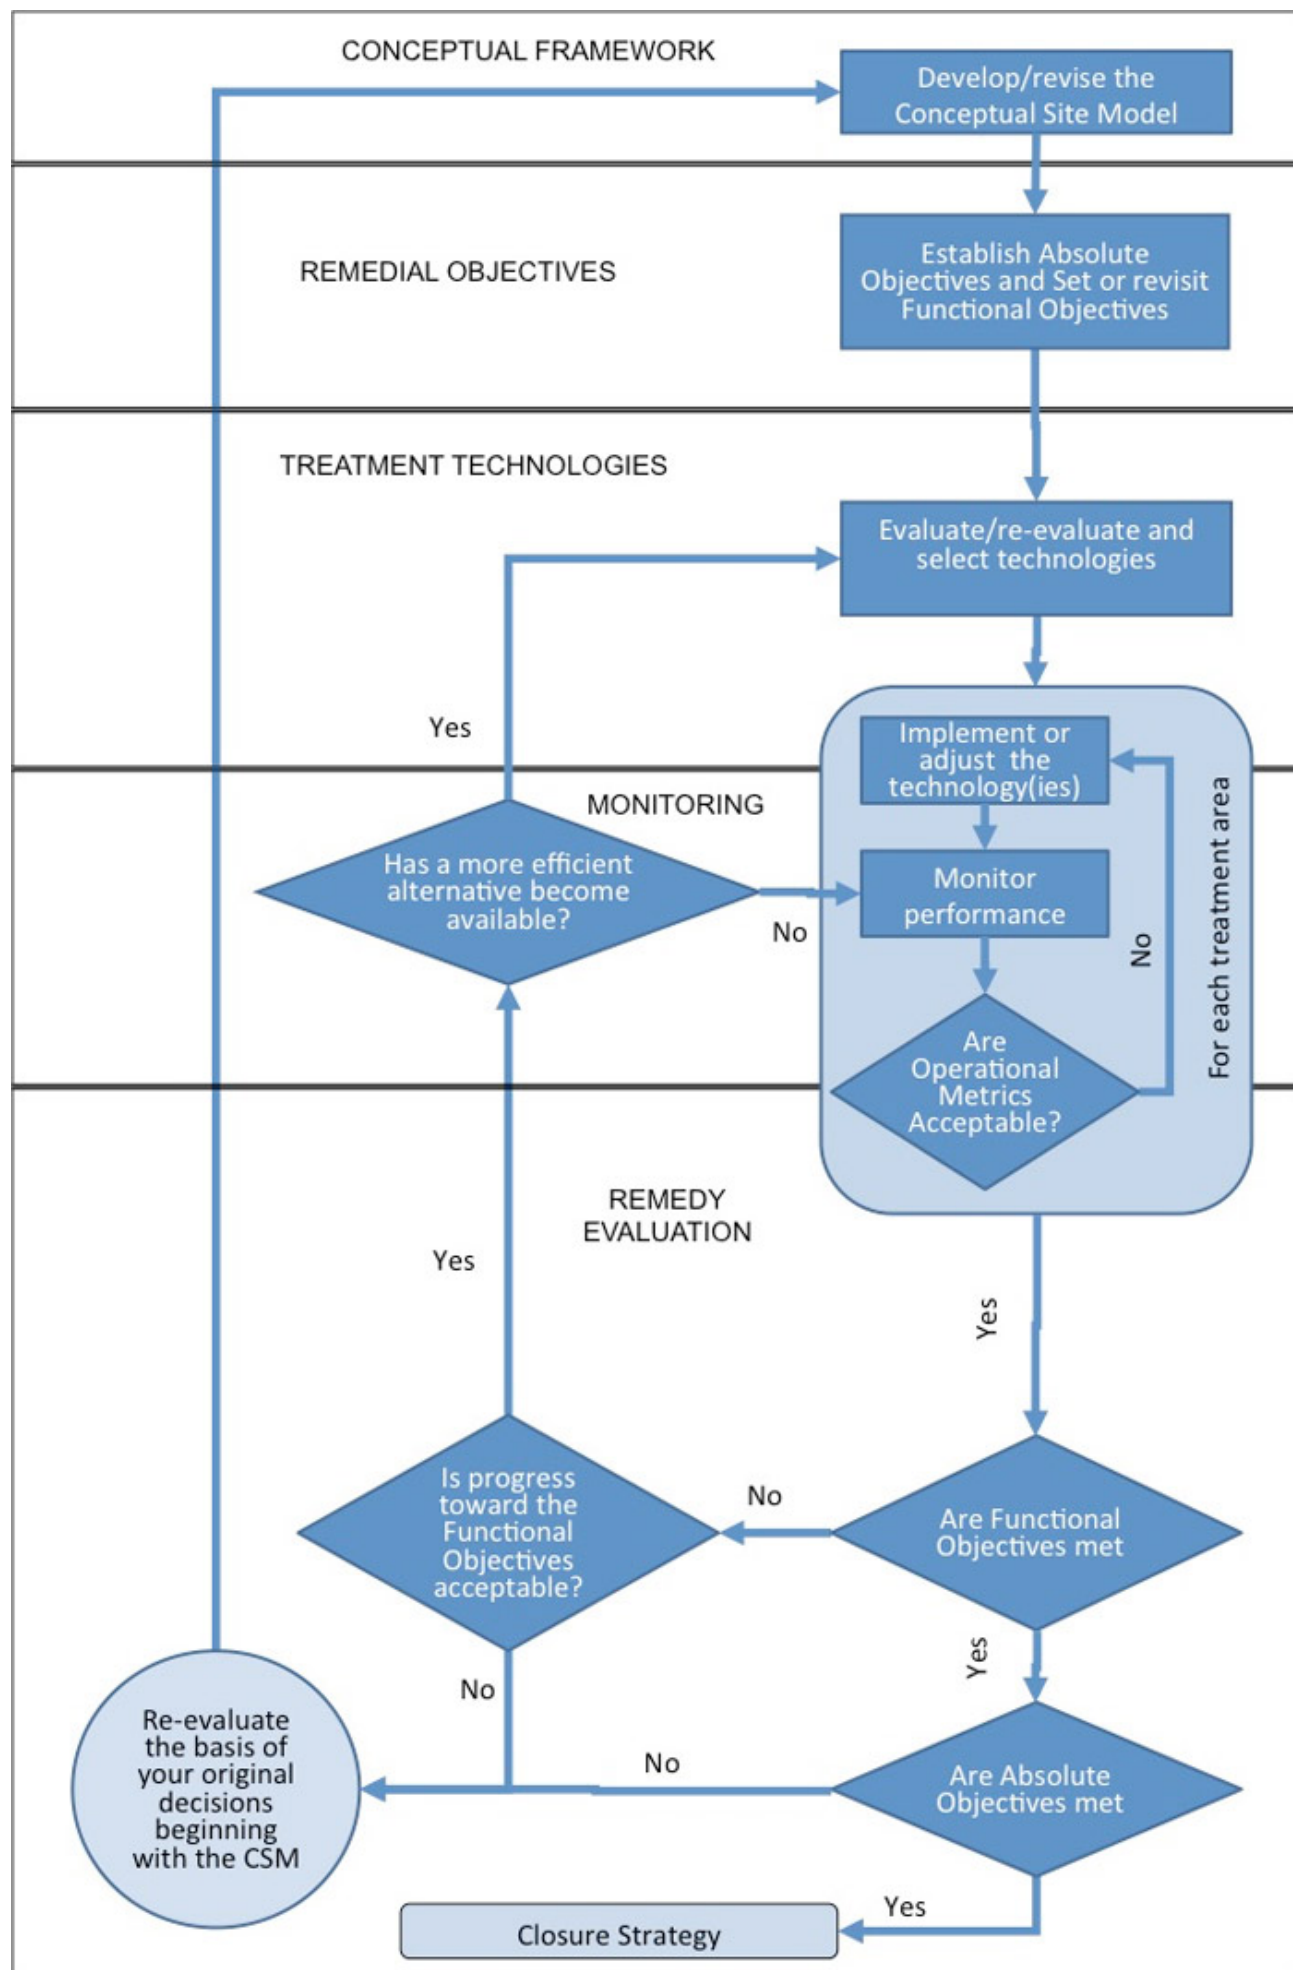 CONCEPTUAL FRAMEWORK
Develop/revise the
Conceptual Site Model
REMEDIAL OBJECTIVES
Establish Absolute
Objectives and Set or revisit
Functional Objectives
TREATMENT TECHNOLOGIES
Evaluate/re-evaluate and
select technologies
Yes
Implement or
adjust the
technology(ies)
MONITORING
Has a more efficient
alternative become
available?
No
Monitor
performance
No
For each treatment area
Are
Operational
Metrics
Acceptable?
REMEDY
EVALUATION
Yes
Yes
Is progress
toward the
Functional
Objectives
acceptable?
No
Are Functional
Objectives met
Yes
No
Re-evaluate
the basis of
your original
decisions
beginning
with the CSM
No
Are Absolute
Objectives met
Yes
Closure Strategy